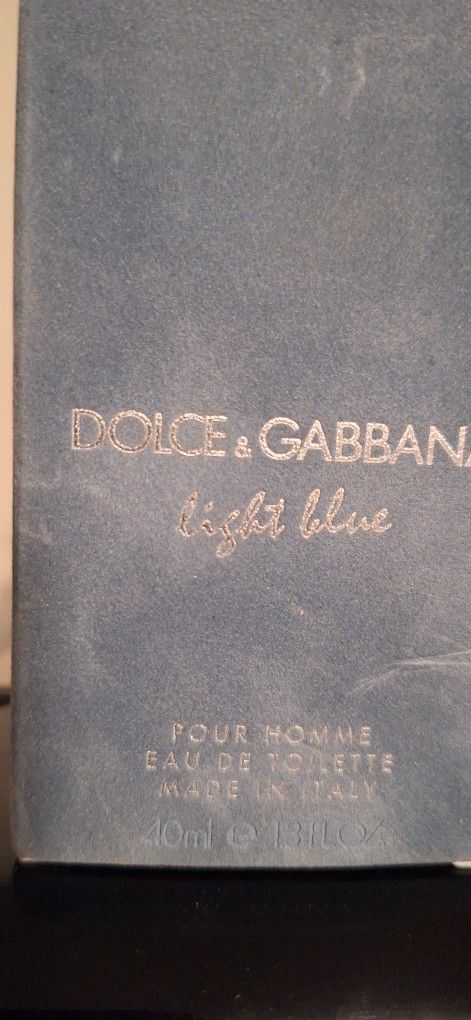 DOLCE & GABBANA
light blue
POUR HOMME
EAU DE TOILETTE
MADE IN ITALY
40ml ℮ 1.3 FL.OZ.